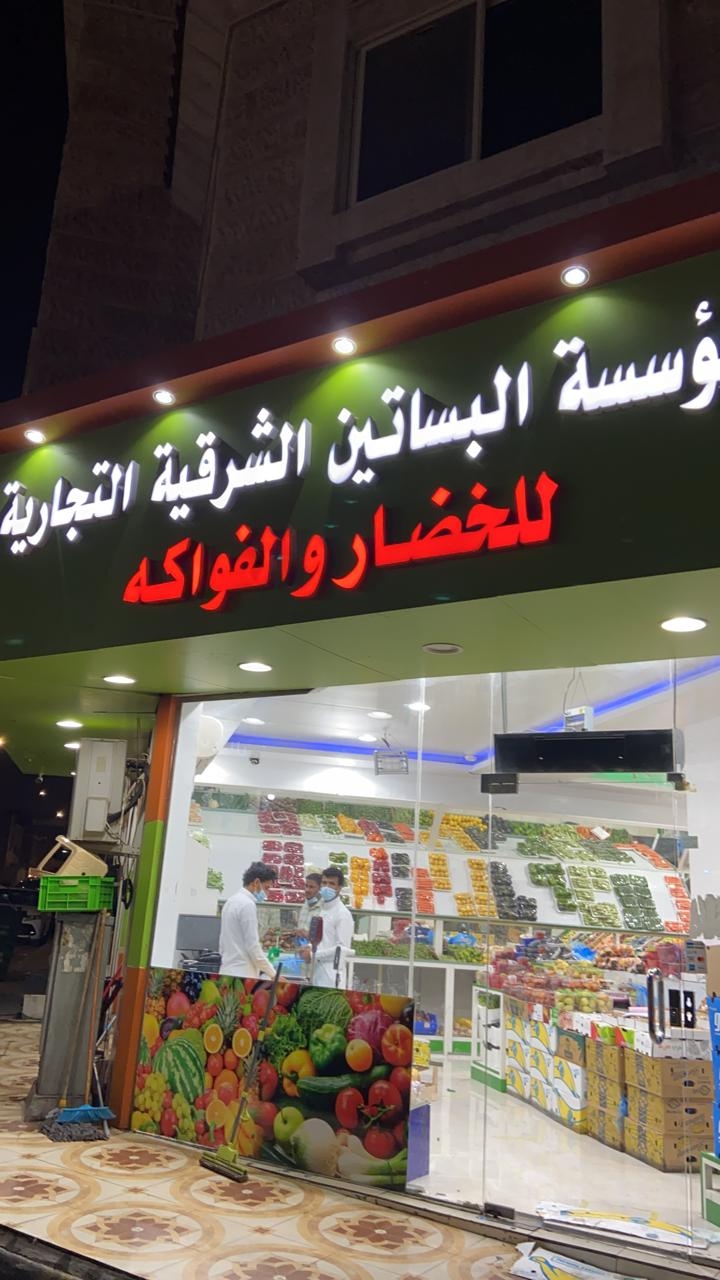 ؤسسة البساتين الشرقية التجارية
للخضار والفواكه